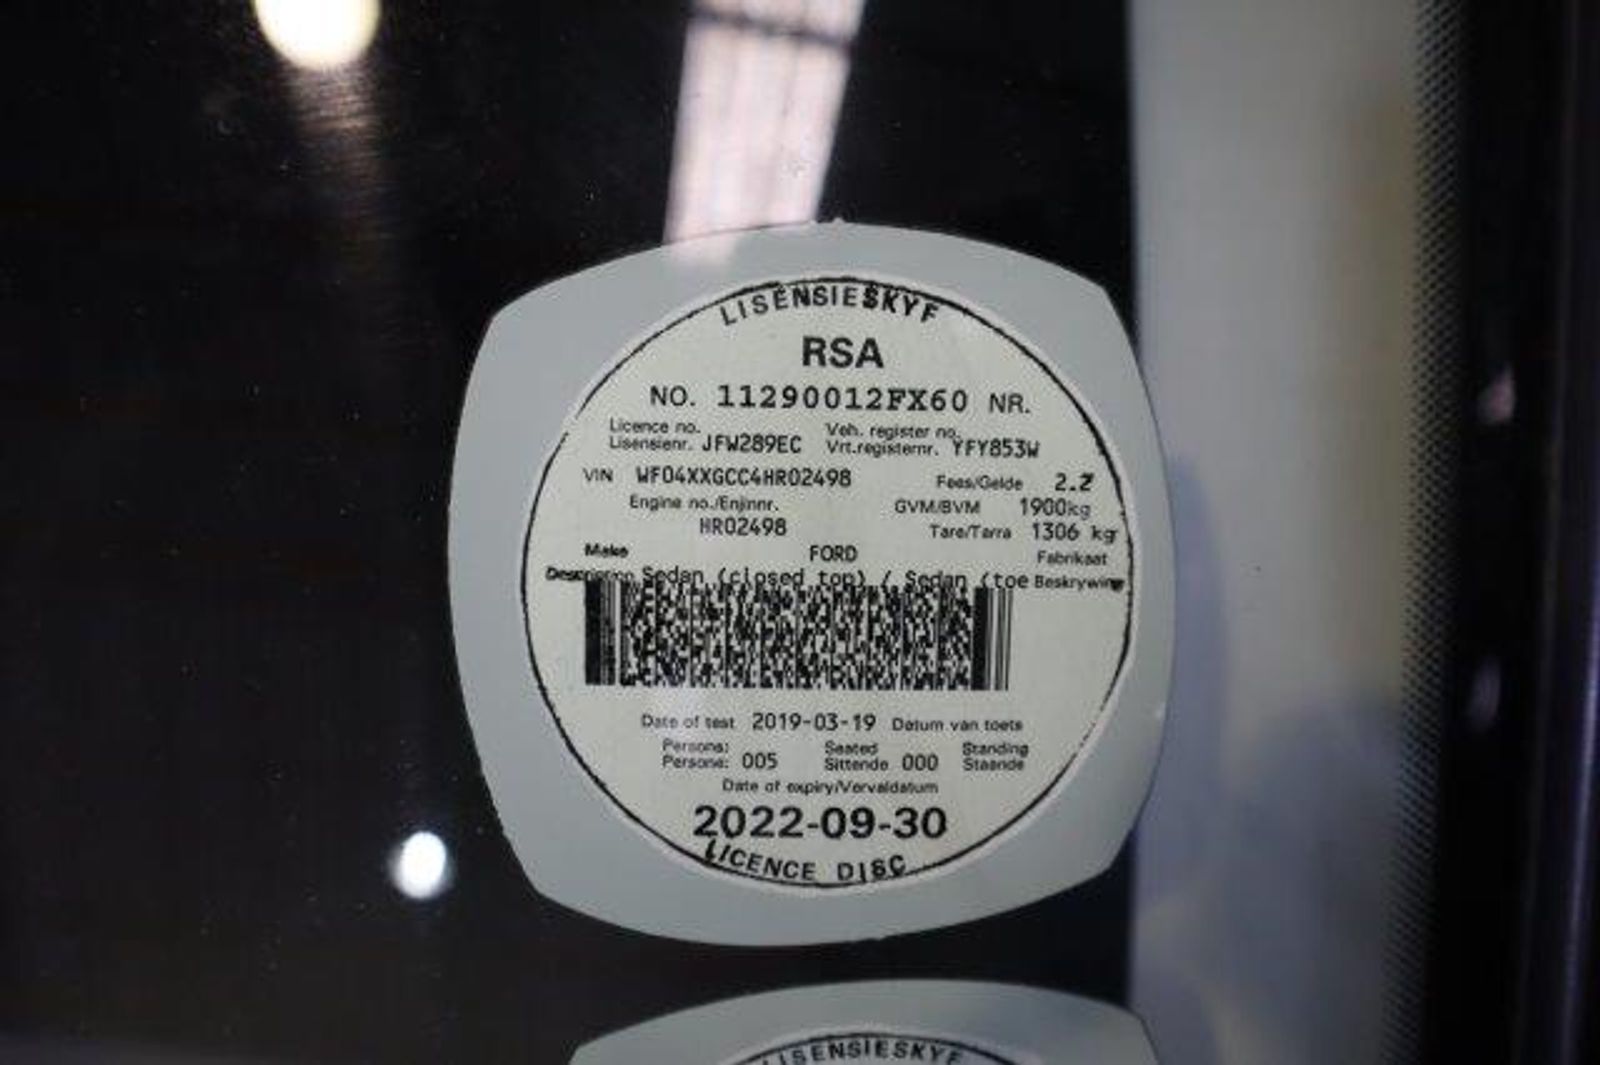 LISENSIESKYF
RSA
NO. 11290012FX60 NR.
Licence no. Veh. register no.
Lisensienr. JFW289EC Vrt.registernr. YFY853W
VIN WF04XXGCC4HR02498 Fees/Gelde 2.Z
Engine no./Enjinnr. GVM/BVM 1900kg
HR02498 Tare/Tarra 1306 kg
Make FORD Fabrikaat
Description Sedan (closed top) / Sedan (toe Beskrywing
Date of test 2019-03-19 Datum van toets
Persons: Seated Standing
Persone: 005 Sittende 000 Staande
Date of expiry/Vervaldatum
2022-09-30
LICENCE DISC
LISENSIESKYF